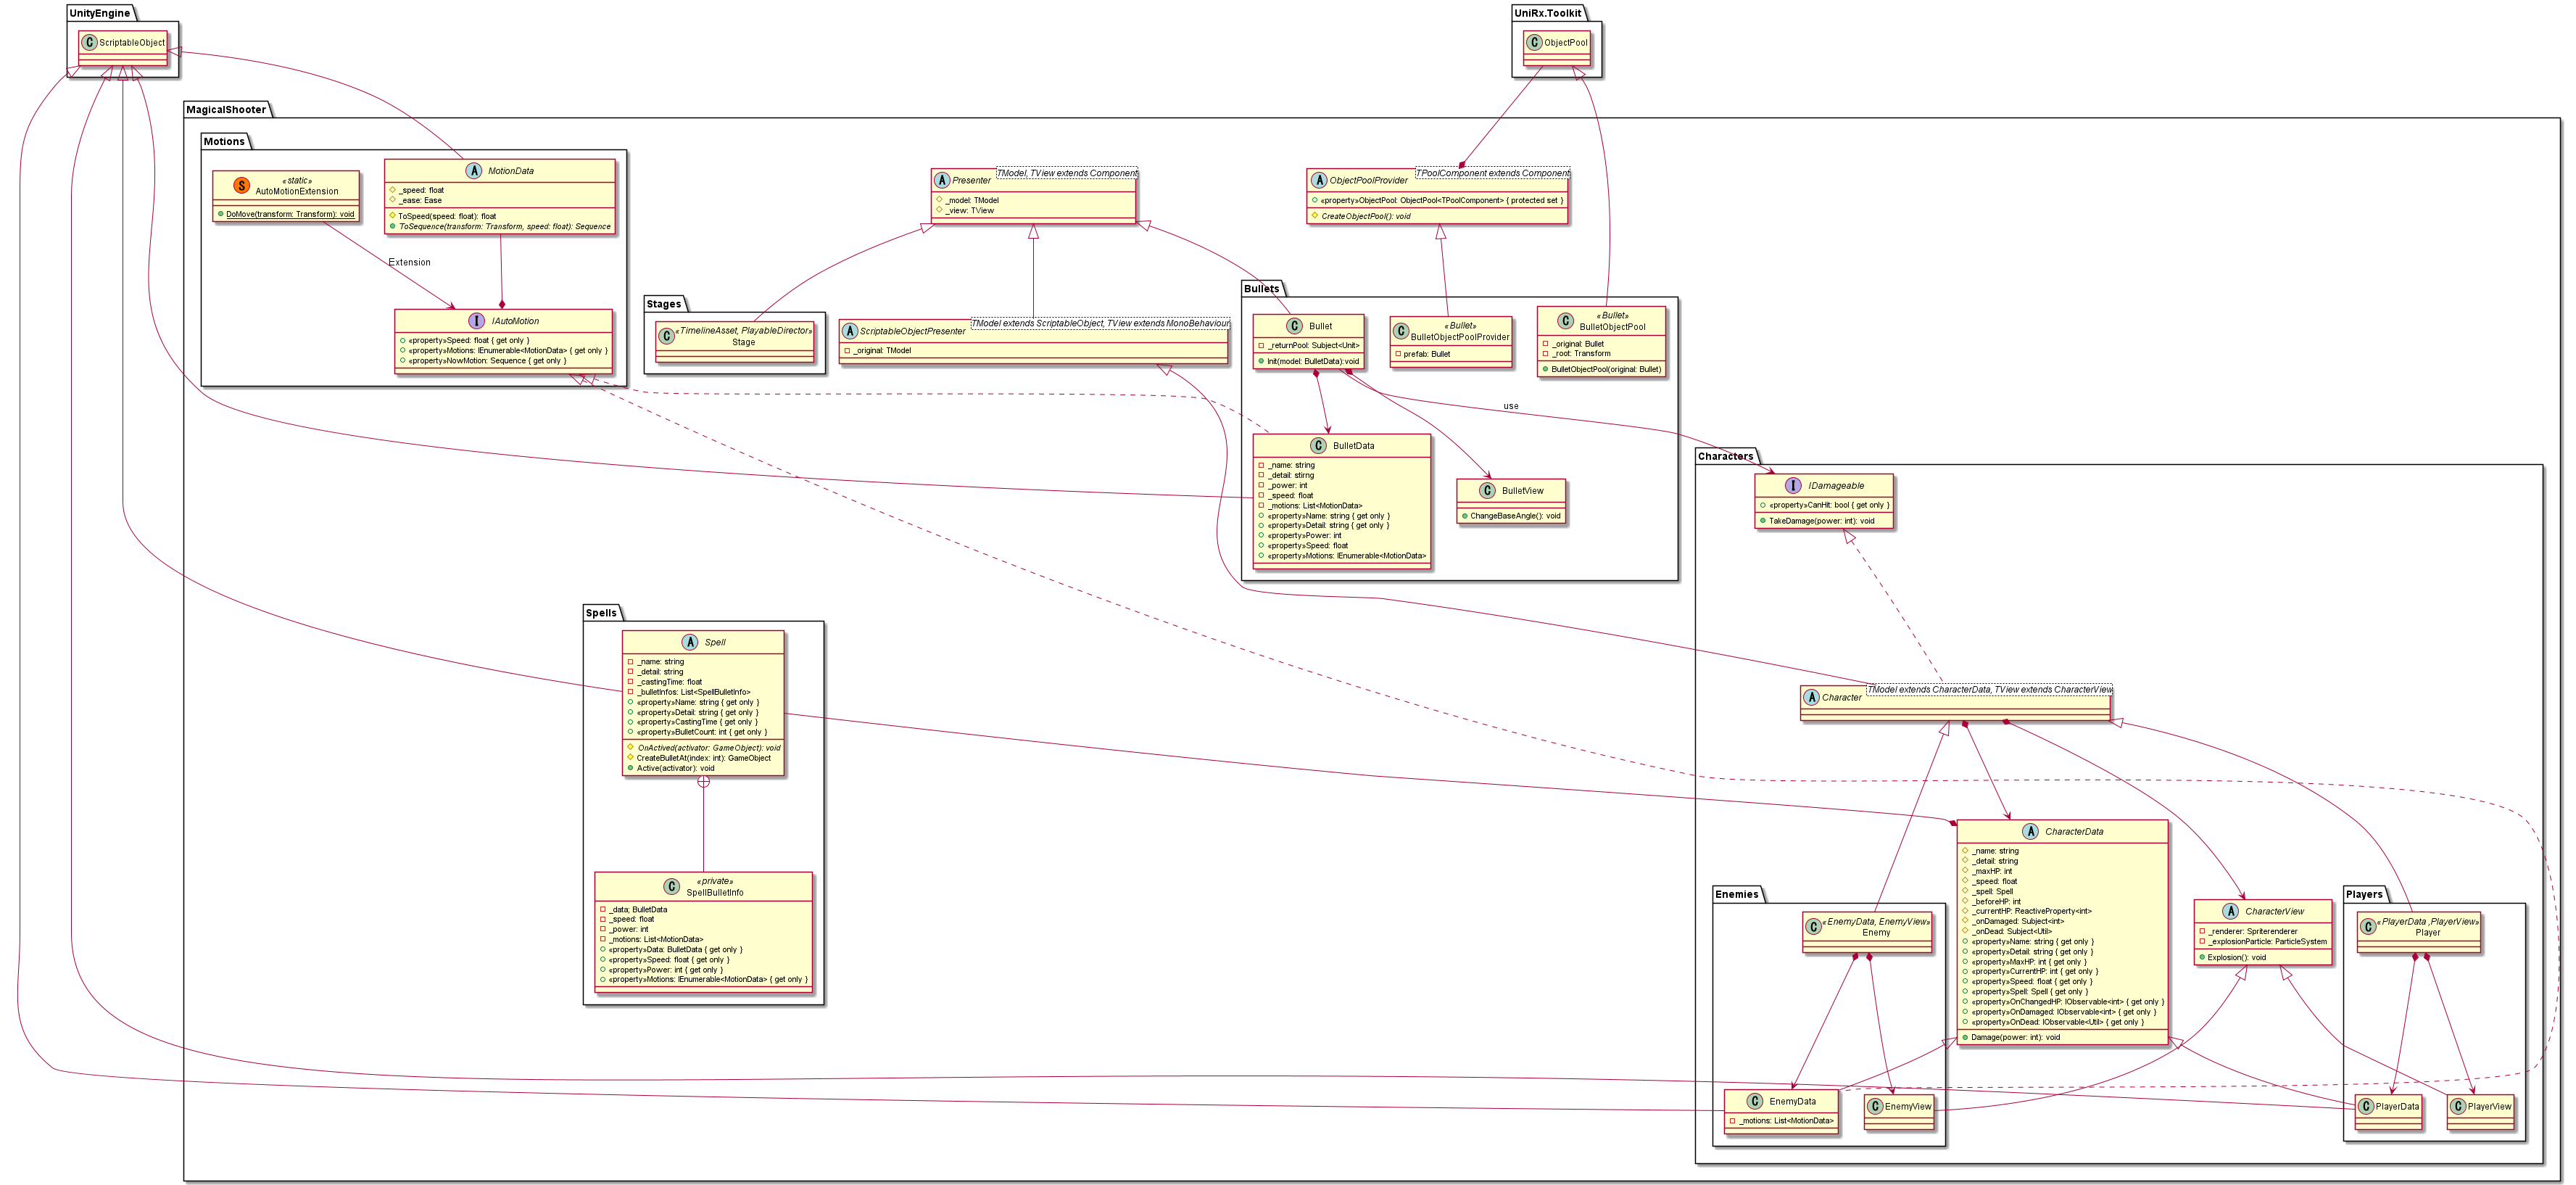 UnityEngine
ScriptableObject
UniRx.Toolkit
ObjectPool
MagicalShooter
Motions
«static»
AutoMotionExtension
DoMove(transform: Transform): void
MotionData
_speed: float
_ease: Ease
ToSpeed(speed: float): float
ToSequence(transform: Transform, speed: float): Sequence
Extension
IAutoMotion
«property»Speed: float { get only }
«property»Motions: IEnumerable<MotionData> { get only }
«property»NowMotion: Sequence { get only }
Presenter
TModel, TView extends Component
_model: TModel
_view: TView
ObjectPoolProvider
TPoolComponent extends Component
«property»ObjectPool: ObjectPool<TPoolComponent> { protected set }
CreateObjectPool(): void
Stages
«TimelineAsset, PlayableDirector»
Stage
ScriptableObjectPresenter
TModel extends ScriptableObject, TView extends MonoBehaviour
_original: TModel
Bullets
Bullet
_returnPool: Subject<Unit>
Init(model: BulletData):void
«Bullet»
BulletObjectPoolProvider
prefab: Bullet
«Bullet»
BulletObjectPool
_original: Bullet
_root: Transform
BulletObjectPool(original: Bullet)
use
BulletData
_name: string
_detail: stirng
_power: int
_speed: float
_motions: List<MotionData>
«property»Name: string { get only }
«property»Detail: string { get only }
«property»Power: int
«property»Speed: float
«property»Motions: IEnumerable<MotionData>
BulletView
ChangeBaseAngle(): void
Characters
IDamageable
«property»CanHit: bool { get only }
TakeDamage(power: int): void
Spells
Spell
_name: string
_detail: string
_castingTime: float
_bulletInfos: List<SpellBulletInfo>
«property»Name: string { get only }
«property»Detail: string { get only }
«property»CastingTime { get only }
«property»BulletCount: int { get only }
OnActived(activator: GameObject): void
CreateBulletAt(index: int): GameObject
Active(activator): void
«private»
SpellBulletInfo
_data; BulletData
_speed: float
_power: int
_motions: List<MotionData>
«property»Data: BulletData { get only }
«property»Speed: float { get only }
«property»Power: int { get only }
«property»Motions: IEnumerable<MotionData> { get only }
Character
TModel extends CharacterData, TView extends CharacterView
CharacterData
_name: string
_detail: string
_maxHP: int
_speed: float
_spell: Spell
_beforeHP: int
_currentHP: ReactiveProperty<int>
_onDamaged: Subject<int>
_onDead: Subject<Util>
«property»Name: string { get only }
«property»Detail: string { get only }
«property»MaxHP: int { get only }
«property»CurrentHP: int { get only }
«property»Speed: float { get only }
«property»Spell: Spell { get only }
«property»OnChangedHP: IObservable<int> { get only }
«property»OnDamaged: IObservable<int> { get only }
«property»OnDead: IObservable<Util> { get only }
Damage(power: int): void
Enemies
«EnemyData, EnemyView»
Enemy
CharacterView
_renderer: Spriterenderer
_explosionParticle: ParticleSystem
Explosion(): void
Players
«PlayerData ,PlayerView»
Player
EnemyData
_motions: List<MotionData>
EnemyView
PlayerData
PlayerView